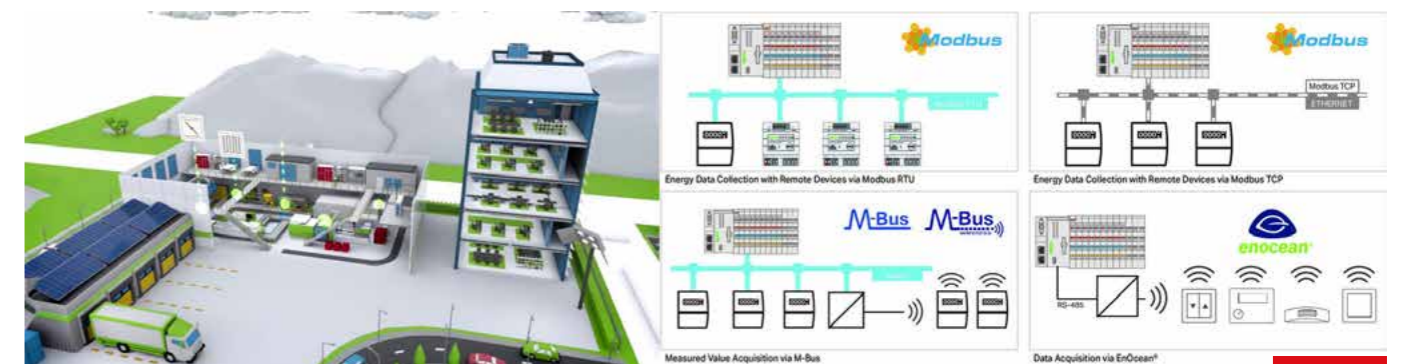 Modbus
Energy Data Collection with Remote Devices via Modbus RTU
Modbus
Modbus TCP
ETHERNET
Energy Data Collection with Remote Devices via Modbus TCP
M-Bus
M-Bus
Measured Value Acquisition via M-Bus
enocean®
RS-485
Data Acquisition via EnOcean®